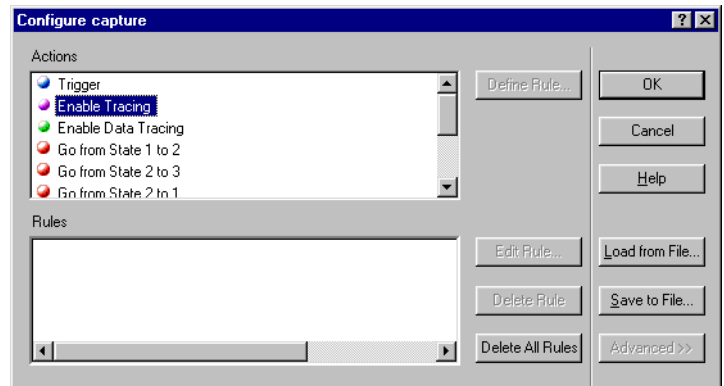 Configure capture
Actions
Trigger
Enable Tracing
Enable Data Tracing
Go from State 1 to 2
Go from State 2 to 3
Go from State 2 to 1
Define Rule...
OK
Cancel
Help
Rules
Edit Rule...
Delete Rule
Delete All Rules
Load from File...
Save to File...
Advanced >>